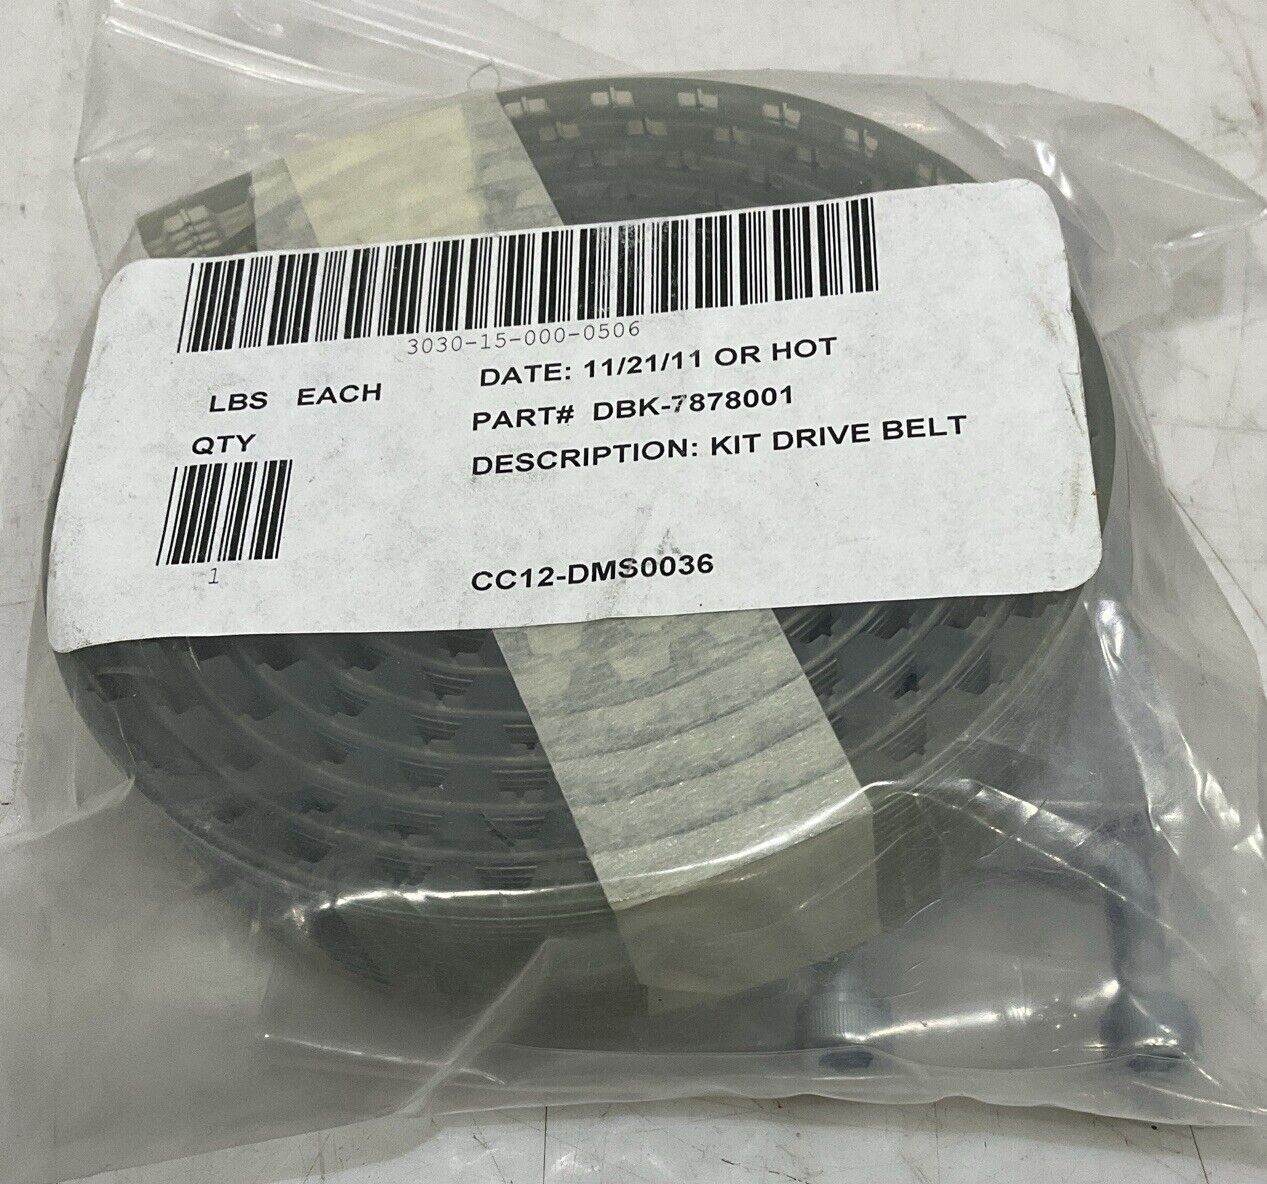 3030-15-000-0506
LBS EACH
DATE: 11/21/11 OR HOT
QTY
PART# DBK-7878001
DESCRIPTION: KIT DRIVE BELT
1
CC12-DMS0036